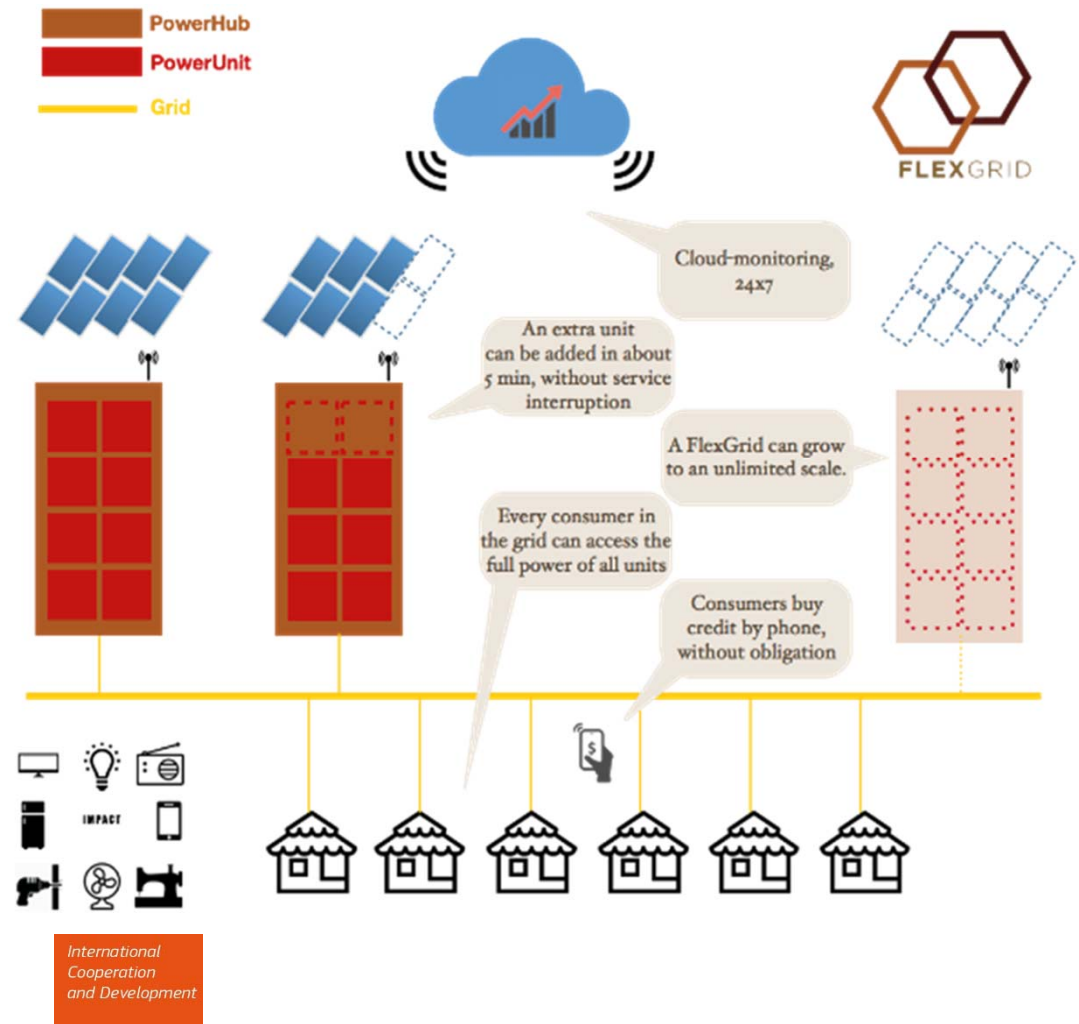 PowerHub
PowerUnit
Grid
FLEXGRID
Cloud-monitoring,
24x7
An extra unit
can be added in about
5 min, without service
interruption
A FlexGrid can grow
to an unlimited scale.
Every consumer in
the grid can access the
full power of all units
Consumers buy
credit by phone,
without obligation
$
IMPACT
International
Cooperation
and Development